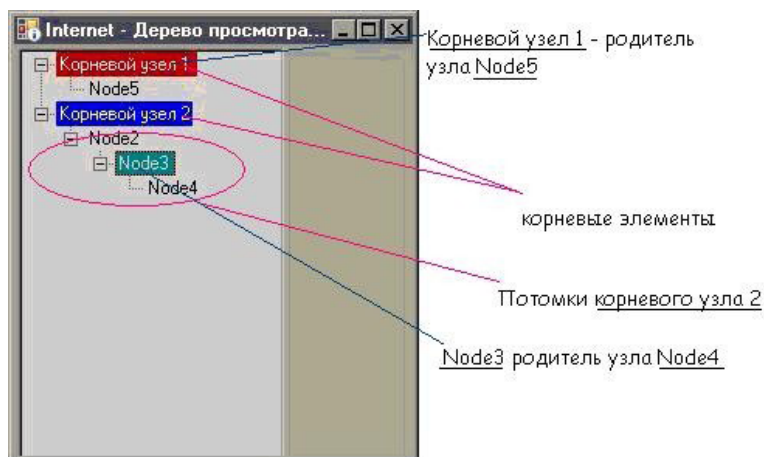 Internet - Дерево просмотра...
Корневой узел 1
Node5
Корневой узел 2
Node2
Node3
Node4
Корневой узел 1 - родитель
узла Node5
корневые элементы
Потомки корневого узла 2
Node3 родитель узла Node4